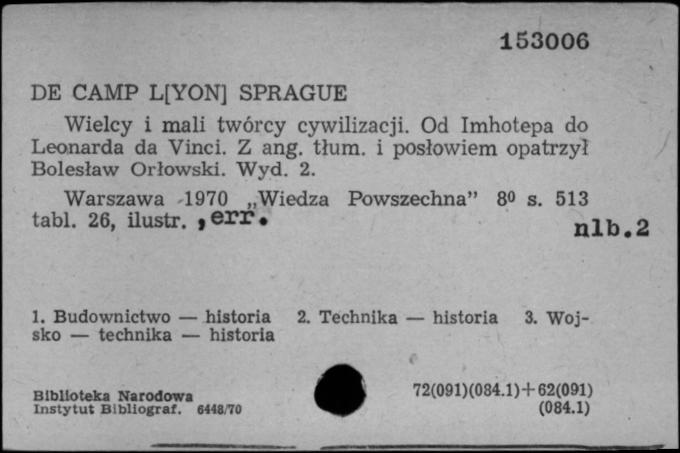 153006
DE CAMP L[YON] SPRAGUE
Wielcy i mali twórcy cywilizacji. Od Imhotepa do
Leonarda da Vinci. Z ang. tłum. i posłowiem opatrzył
Bolesław Orłowski. Wyd. 2.
Warszawa 1970 „Wiedza Powszechna” 8⁰ s. 513
tabl. 26, ilustr. , err.
nlb.2
1. Budownictwo — historia 2. Technika — historia 3. Woj-
sko — technika — historia
Biblioteka Narodowa
Instytut Bibliograf. 6448/70
72(091)(084.1)+62(091)
(084.1)